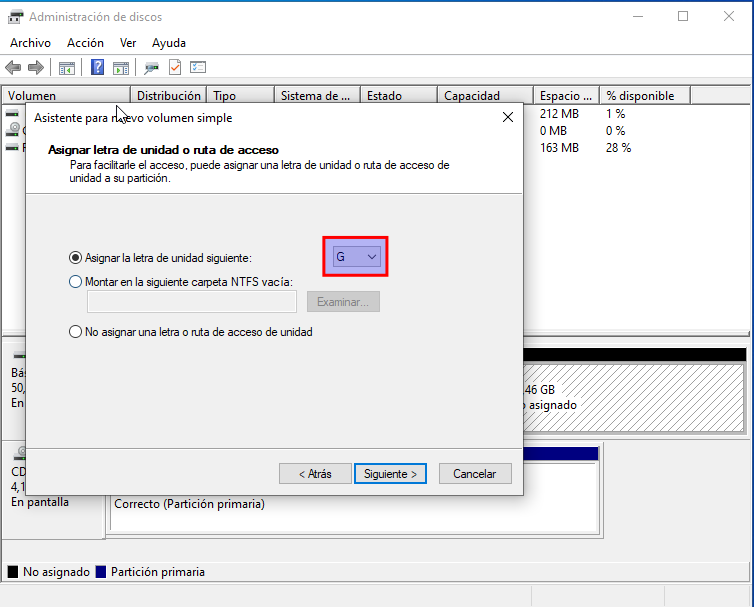 Administración de discos
Archivo Acción Ver Ayuda
Volumen Distribución Tipo Sistema de ... Estado Capacidad Espacio ... % disponible
212 MB 1 %
0 MB 0 %
163 MB 28 %
Asistente para nuevo volumen simple
Asignar letra de unidad o ruta de acceso
Para facilitarle el acceso, puede asignar una letra de unidad o ruta de acceso de
unidad a su partición.
Asignar la letra de unidad siguiente: G
Montar en la siguiente carpeta NTFS vacía:
Examinar...
No asignar una letra o ruta de acceso de unidad
< Atrás Siguiente > Cancelar
Bás
50,
En
46 GB
asignado
CD
4,1
En pantalla
Correcto (Partición primaria)
No asignado Partición primaria